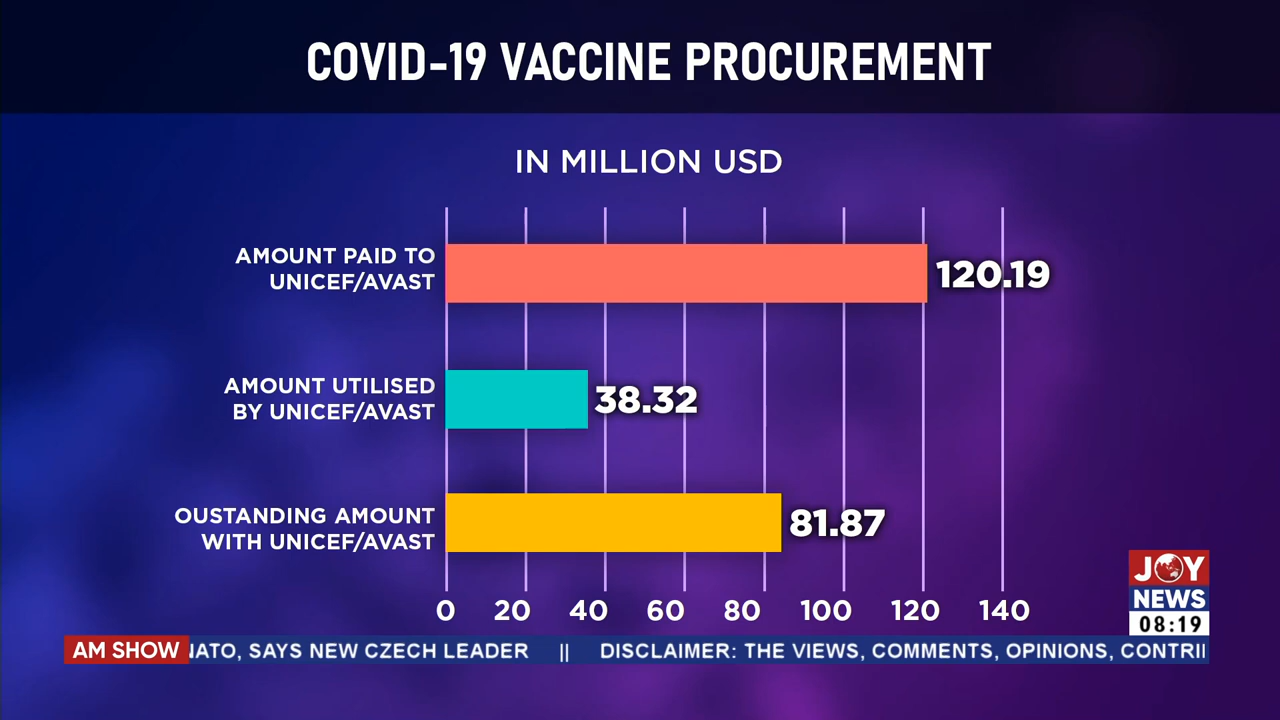 COVID-19 VACCINE PROCUREMENT
IN MILLION USD
AMOUNT PAID TO
UNICEF/AVAST
120.19
AMOUNT UTILISED
BY UNICEF/AVAST
38.32
OUSTANDING AMOUNT
WITH UNICEF/AVAST
81.87
0 20 40 60 80 100 120 140
JOY
NEWS
08:19
AM SHOW NATO, SAYS NEW CZECH LEADER || DISCLAIMER: THE VIEWS, COMMENTS, OPINIONS,